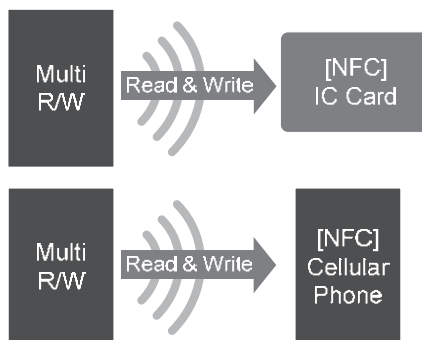 Multi
R/W
Read & Write
[NFC]
IC Card
Multi
R/W
Read & Write
[NFC]
Cellular
Phone